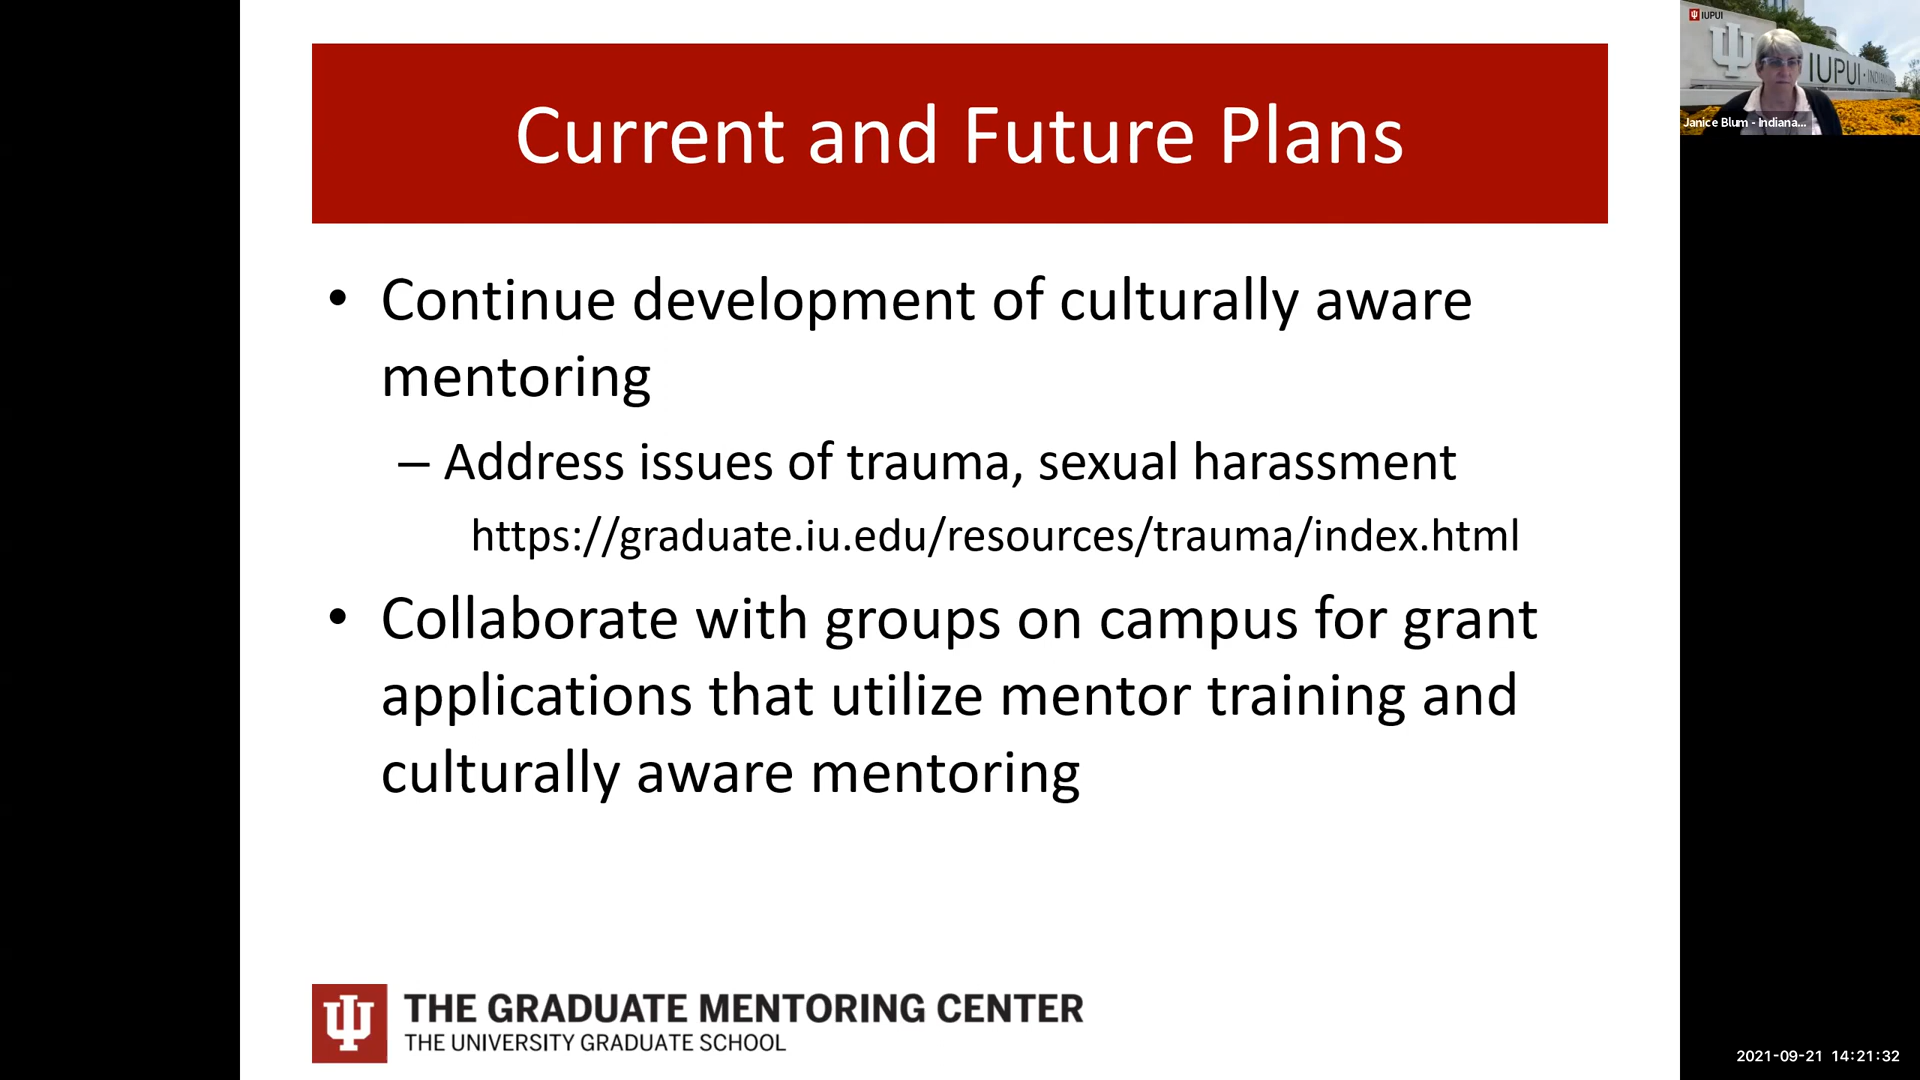 Current and Future Plans
• Continue development of culturally aware
mentoring
– Address issues of trauma, sexual harassment
https://graduate.iu.edu/resources/trauma/index.html
• Collaborate with groups on campus for grant
applications that utilize mentor training and
culturally aware mentoring
THE GRADUATE MENTORING CENTER
THE UNIVERSITY GRADUATE SCHOOL
IUPUI
IUPUI
Janice Blum - Indiana...
2021-09-21 14:21:32